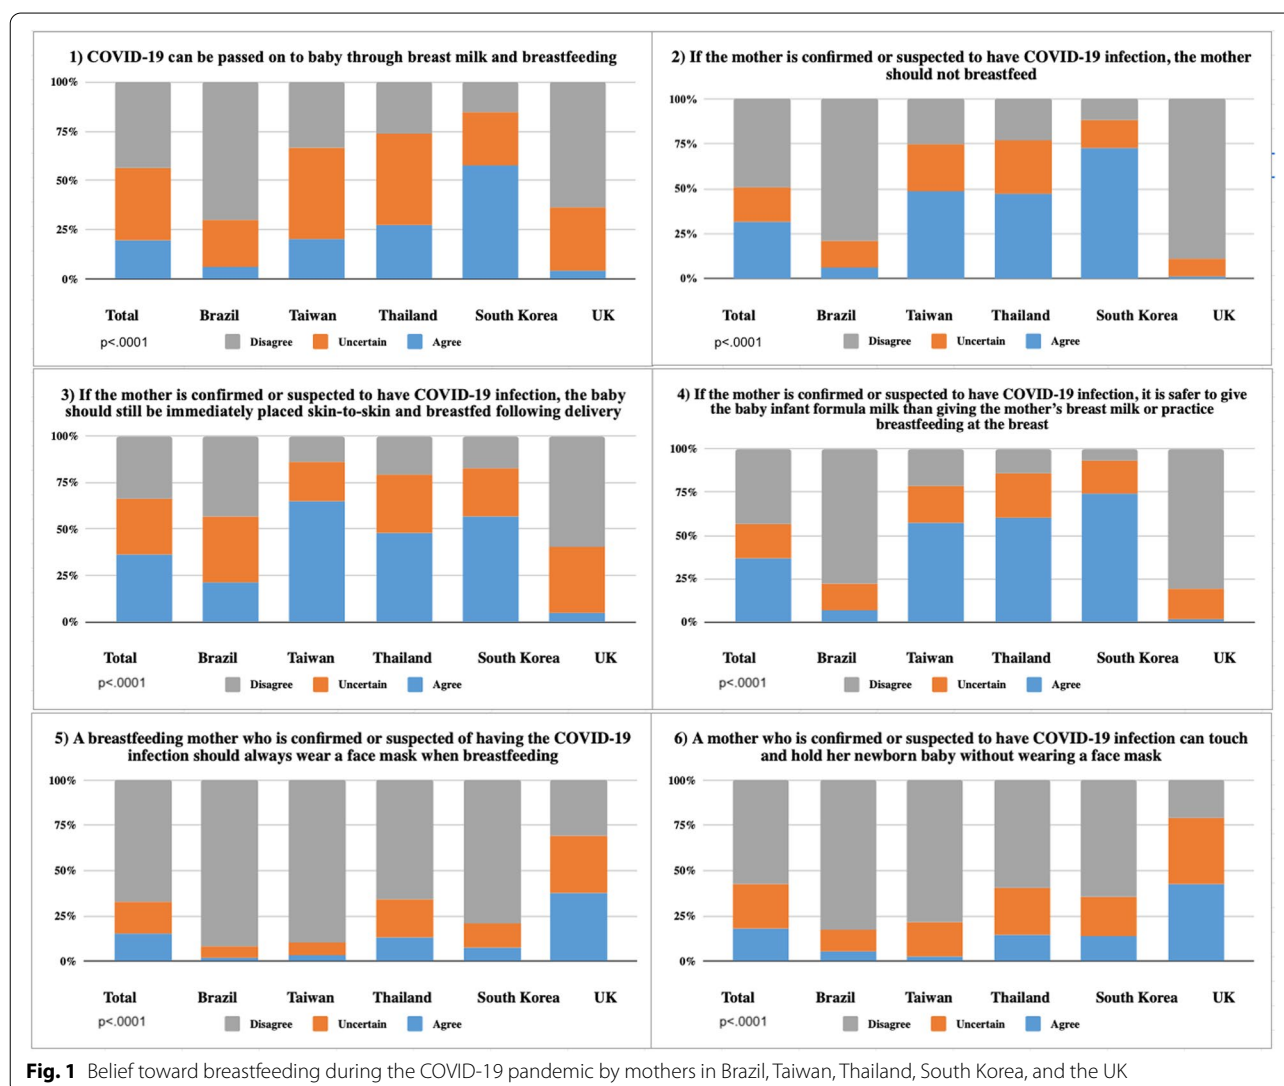 1) COVID-19 can be passed on to baby through breast milk and breastfeeding
100%
75%
50%
25%
0%
Total Brazil Taiwan Thailand South Korea UK
p<.0001 Disagree Uncertain Agree
2) If the mother is confirmed or suspected to have COVID-19 infection, the mother
should not breastfeed
100%
75%
50%
25%
0%
Total Brazil Taiwan Thailand South Korea UK
p<.0001 Disagree Uncertain Agree
3) If the mother is confirmed or suspected to have COVID-19 infection, the baby
should still be immediately placed skin-to-skin and breastfed following delivery
100%
75%
50%
25%
0%
Total Brazil Taiwan Thailand South Korea UK
p<.0001 Disagree Uncertain Agree
4) If the mother is confirmed or suspected to have COVID-19 infection, it is safer to give
the baby infant formula milk than giving the mother's breast milk or practice
breastfeeding at the breast
100%
75%
50%
25%
0%
Total Brazil Taiwan Thailand South Korea UK
p<.0001 Disagree Uncertain Agree
5) A breastfeeding mother who is confirmed or suspected of having the COVID-19
infection should always wear a face mask when breastfeeding
100%
75%
50%
25%
0%
Total Brazil Taiwan Thailand South Korea UK
p<.0001 Disagree Uncertain Agree
6) A mother who is confirmed or suspected to have COVID-19 infection can touch
and hold her newborn baby without wearing a face mask
100%
75%
50%
25%
0%
Total Brazil Taiwan Thailand South Korea UK
p<.0001 Disagree Uncertain Agree
Fig. 1 Belief toward breastfeeding during the COVID-19 pandemic by mothers in Brazil, Taiwan, Thailand, South Korea, and the UK